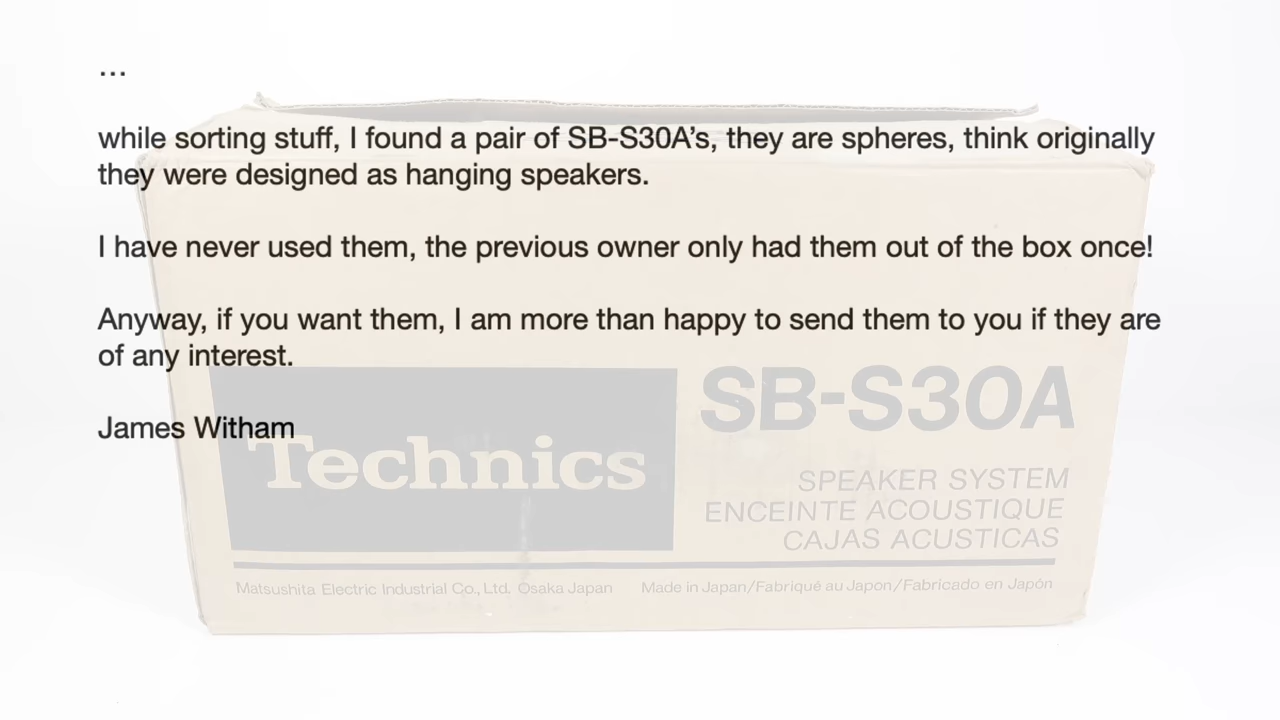 ...
while sorting stuff, I found a pair of SB-S30A’s, they are spheres, think originally
they were designed as hanging speakers.
I have never used them, the previous owner only had them out of the box once!
Anyway, if you want them, I am more than happy to send them to you if they are
of any interest.
James Witham
Technics
SB-S30A
SPEAKER SYSTEM
ENCEINTE ACOUSTIQUE
CAJAS ACUSTICAS
Matsushita Electric Industrial Co., Ltd. Osaka Japan
Made in Japan/Fabriqué au Japon/Fabricado en Japón